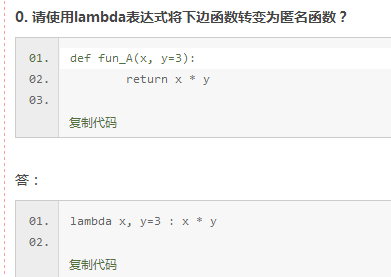 0. 请使用lambda表达式将下边函数转变为匿名函数？
01. def fun_A(x, y=3):
02. return x * y
03.
复制代码
答：
01. lambda x, y=3 : x * y
02.
复制代码